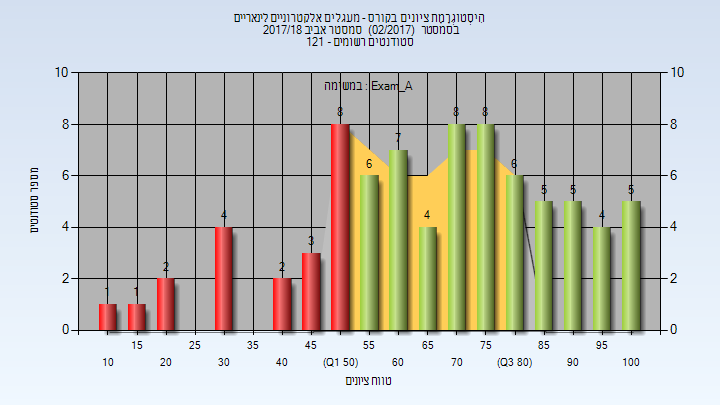 היסטוגרמת ציונים בקורס - מעגלים אלקטרוניים לינאריים
בסמסטר (02/2017) סמסטר אביב 2017/18
סטודנטים רשומים - 121
במשימה : Exam_A
מספר סטודנטים
10 10
8 8
6 6
4 4
2 2
0 0
1 1 2 4 2 3 8 6 7 4 8 8 6 5 5 4 5
15 25 35 45 55 65 75 85 95
10 20 30 40 (Q1 50) 60 70 (Q3 80) 90 100
טווח ציונים